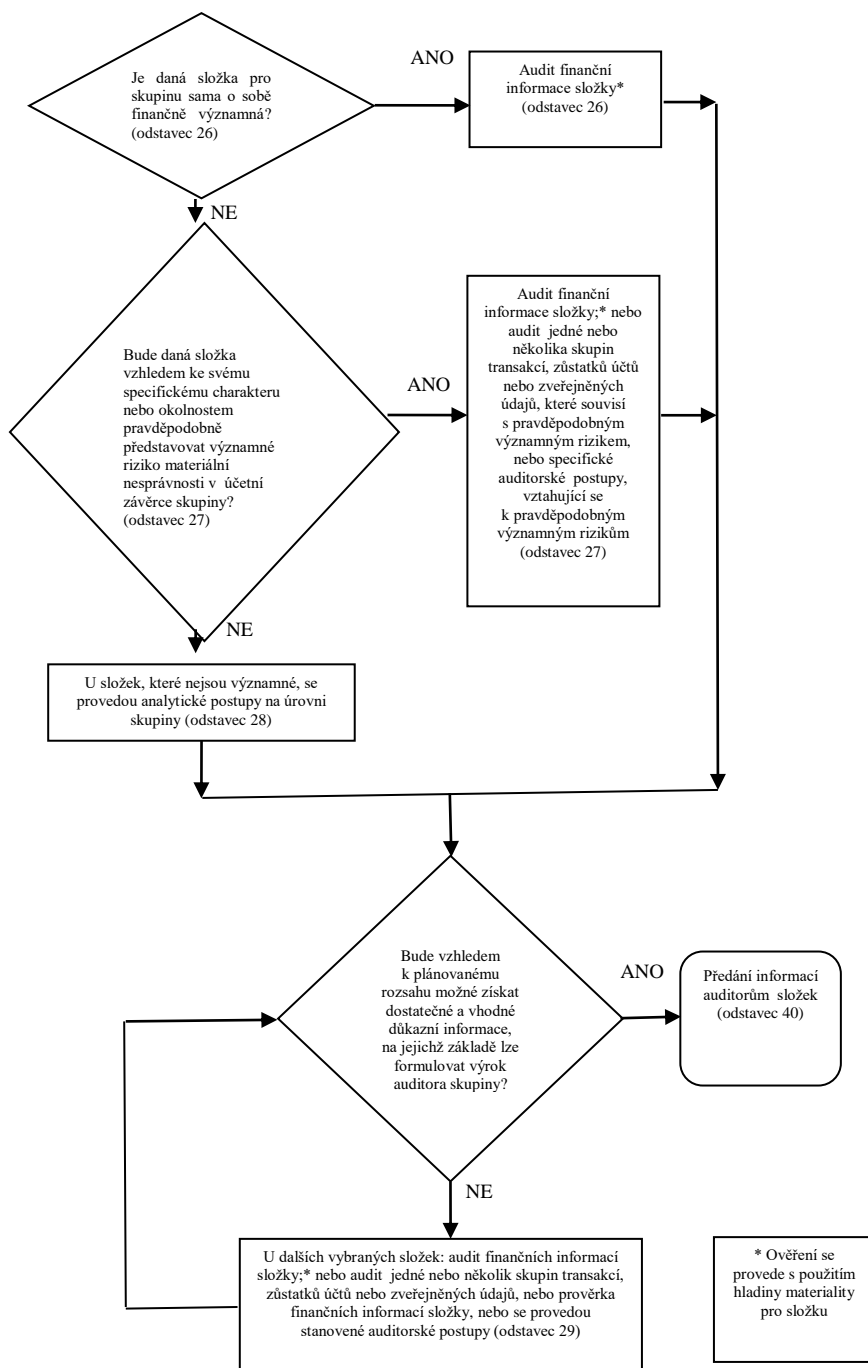 ANO
Je daná složka pro
skupinu sama o sobě
finančně významná?
(odstavec 26)
Audit finanční
informace složky*
(odstavec 26)
NE
Bude daná složka
vzhledem ke svému
specifickému charakteru
nebo okolnostem
pravděpodobně
představovat významné
riziko materiální
nesprávnosti v účetní
závěrce skupiny?
(odstavec 27)
ANO
Audit finanční
informace složky;* nebo
audit jedné nebo
několika skupin
transakcí, zůstatků účtů
nebo zveřejněných
údajů, které souvisí
s pravděpodobným
významným rizikem,
nebo specifické
auditorské postupy,
vztahující se
k pravděpodobným
významným rizikům
(odstavec 27)
NE
U složek, které nejsou významné, se
provedou analytické postupy na úrovni
skupiny (odstavec 28)
Bude vzhledem
k plánovanému
rozsahu možné získat
dostatečné a vhodné
důkazní informace,
na jejichž základě lze
formulovat výrok
auditora skupiny?
ANO
Předání informací
auditorům složek
(odstavec 40)
NE
U dalších vybraných složek: audit finančních informací
složky;* nebo audit jedné nebo několik skupin transakcí,
zůstatků účtů nebo zveřejněných údajů, nebo prověrka
finančních informací složky, nebo se provedou
stanovené auditorské postupy (odstavec 29)
* Ověření se
provede s použitím
hladiny materiality
pro složku